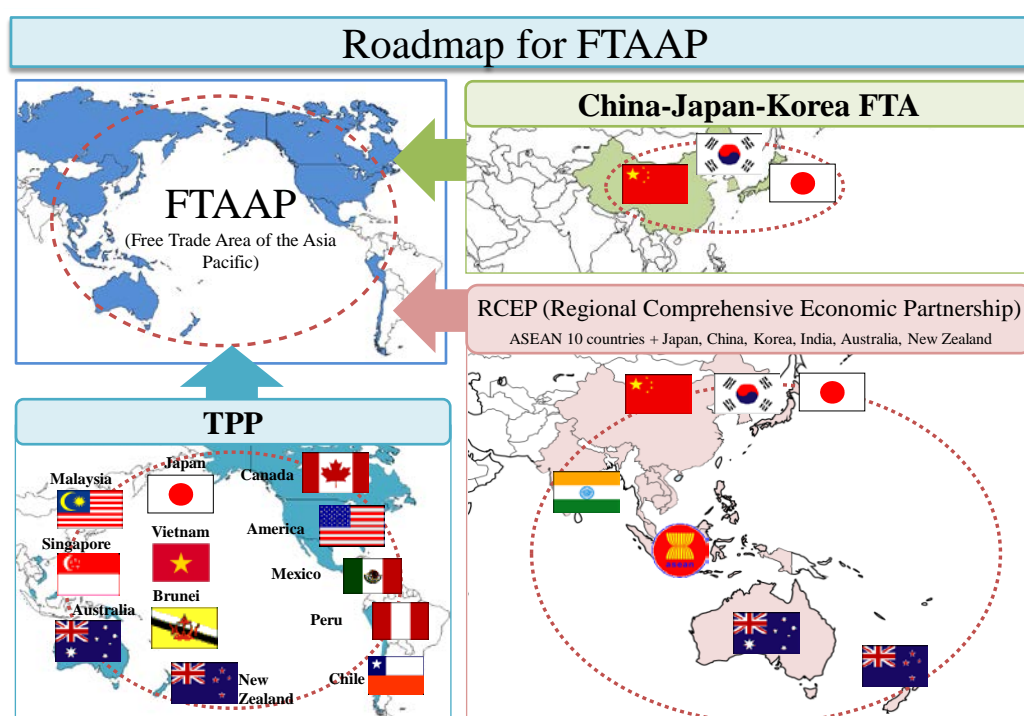 Roadmap for FTAAP
FTAAP
(Free Trade Area of the Asia
Pacific)
China-Japan-Korea FTA
RCEP (Regional Comprehensive Economic Partnership)
ASEAN 10 countries + Japan, China, Korea, India, Australia, New Zealand
asean
TPP
Malaysia
Japan
Canada
Singapore
Vietnam
America
Australia
Brunei
Mexico
Peru
New
Zealand
Chile